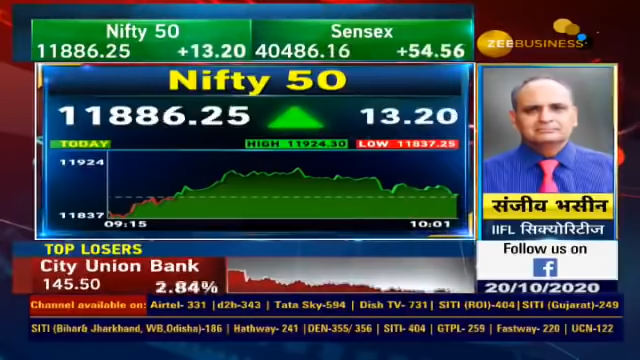 Nifty 50
11886.25 +13.20
Sensex
40486.16 +54.56
ZEEBUSINESS
Nifty 50
11886.25 13.20
TODAY HIGH 11924.30 LOW 11837.25
11924
11837
09:15 10:01
संजीव भसीन
IIFL सिक्योरिटीज
Follow us on
f
20/10/2020
TOP LOSERS
City Union Bank
145.50 2.84%
Channel available on: Airtel- 331 |d2h-343 | Tata Sky-594 | Dish TV- 731| SITI (ROI)-404|SITI (Gujarat)-249
SITI (Bihar& Jharkhand, WB,Odisha)-186 | Hathway- 241 |DEN-355/ 356 | SITI- 404 | GTPL- 259 | Fastway- 220 | UCN-122